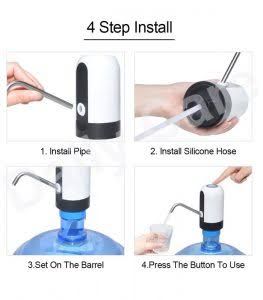 4 Step Install
1. Install Pipe
2. Install Silicone Hose
3.Set On The Barrel
4.Press The Button To Use